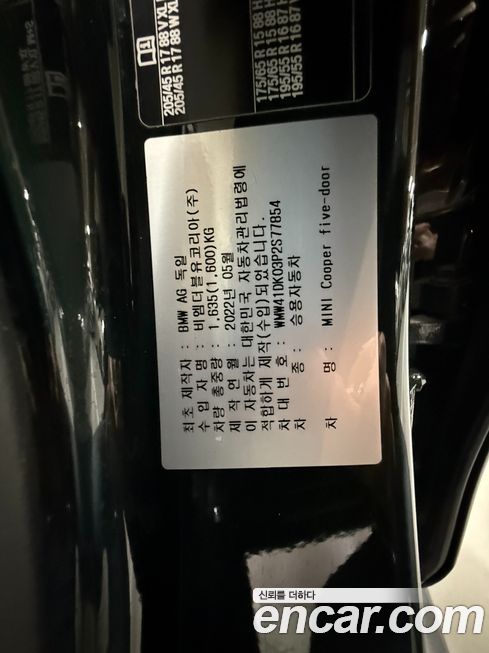 205/45 R 17 88 V XL
205/45 R 17 88 W XL
175/65 R 15 88 H
175/65 R 15 88 H
195/55 R 16 87 H
195/55 R 16 87
최초 제작자 : BMW AG 독일
수 입 자 명 : 비엠더블유코리아(주)
차량 총중량 : 1,635(1,600)KG
제 작 연 월 : 2022년 05월
이 자동차는 대한민국 자동차관리법령에
적합하게 제작(수입)되었습니다.
차 대 번 호 : WMW41DK03P2S77854
차 종 : 승용자동차
차 명 : MINI Cooper five-door
신뢰를 더하다
encar.com